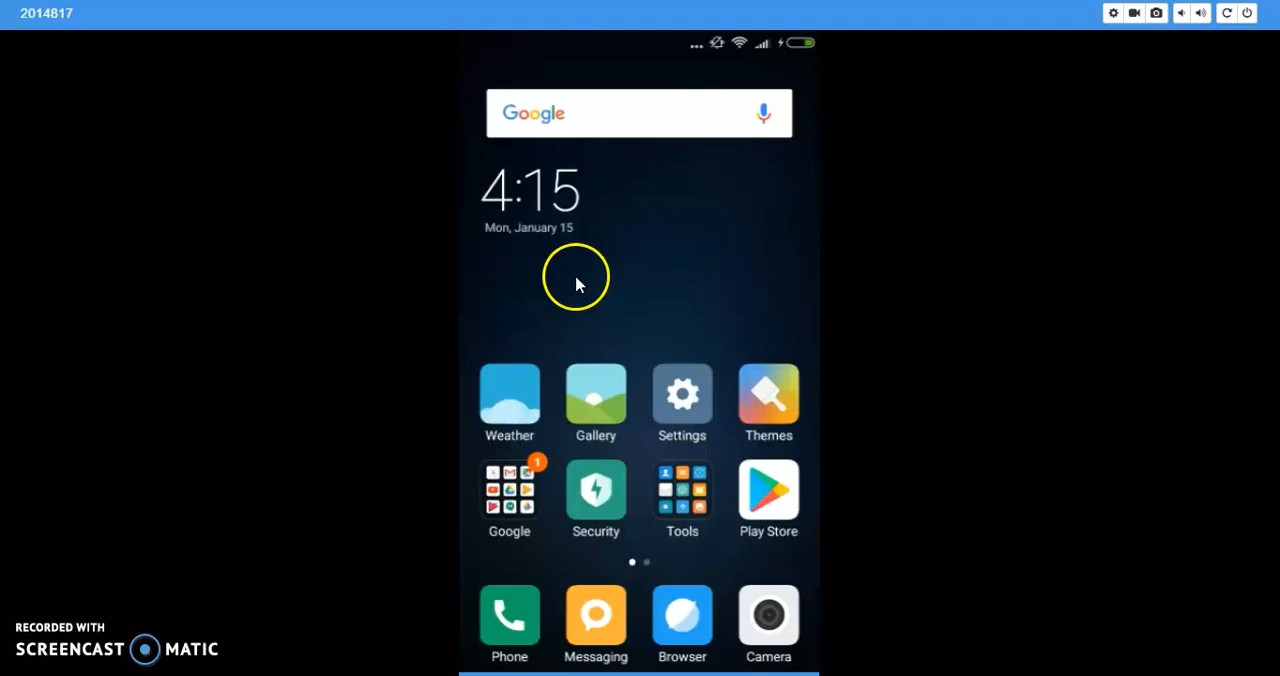 2014817
Google
4:15
Mon, January 15
Weather
Gallery
Settings
Themes
1
Google
Security
Tools
Play Store
Phone
Messaging
Browser
Camera
RECORDED WITH
SCREENCAST MATIC